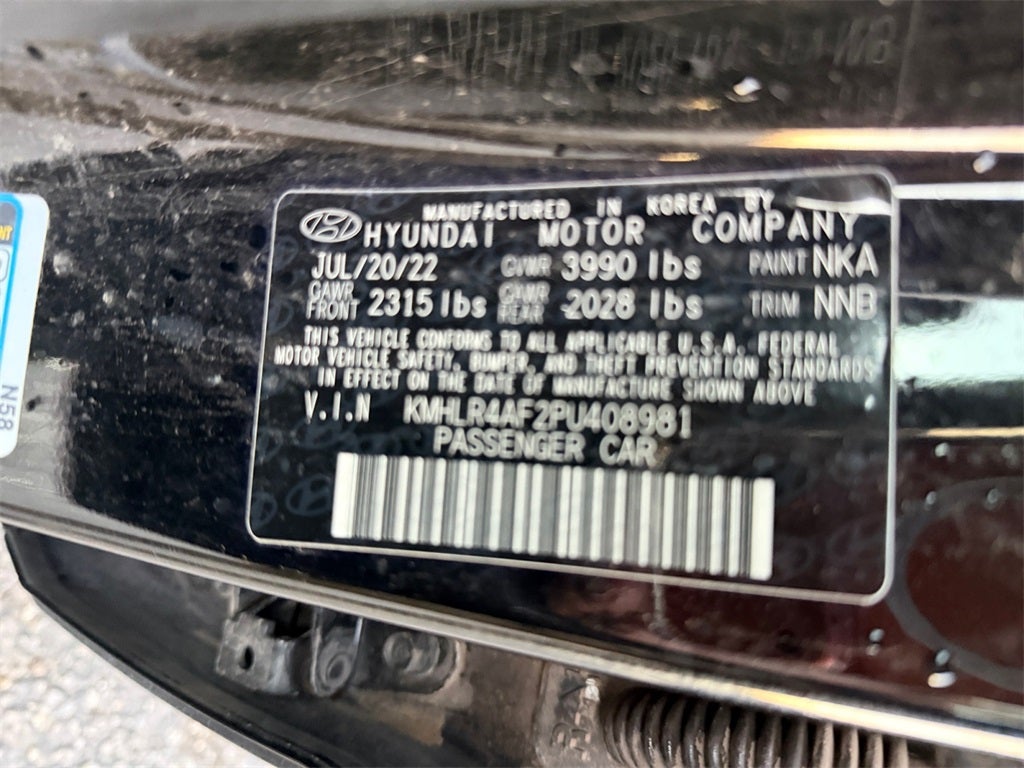 MANUFACTURED IN KOREA BY
HYUNDAI MOTOR COMPANY
JUL/20/22 GVWR 3990 lbs PAINT NKA
GAWR FRONT 2315 lbs GAWR REAR 2028 lbs TRIM NNB
THIS VEHICLE CONFORMS TO ALL APPLICABLE U.S.A. FEDERAL
MOTOR VEHICLE SAFETY, BUMPER, AND THEFT PREVENTION STANDARDS
IN EFFECT ON THE DATE OF MANUFACTURE SHOWN ABOVE
V.I.N KMHLR4AF2PU408981
PASSENGER CAR
N58